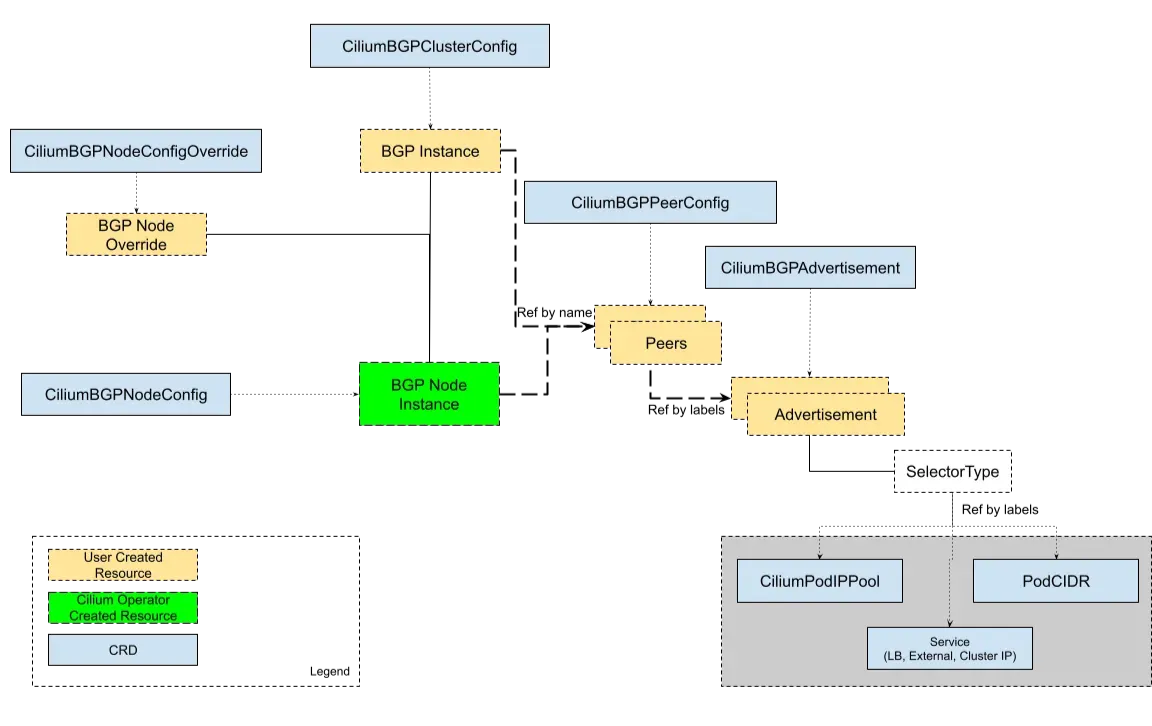 CiliumBGPClusterConfig
CiliumBGPNodeConfigOverride
BGP Instance
CiliumBGPPeerConfig
BGP Node
Override
CiliumBGPAdvertisement
Ref by name
Peers
CiliumBGPNodeConfig
BGP Node
Instance
Ref by labels
Advertisement
SelectorType
Ref by labels
User Created
Resource
Cilium Operator
Created Resource
CRD
Legend
CiliumPodIPPool
PodCIDR
Service
(LB, External, Cluster IP)